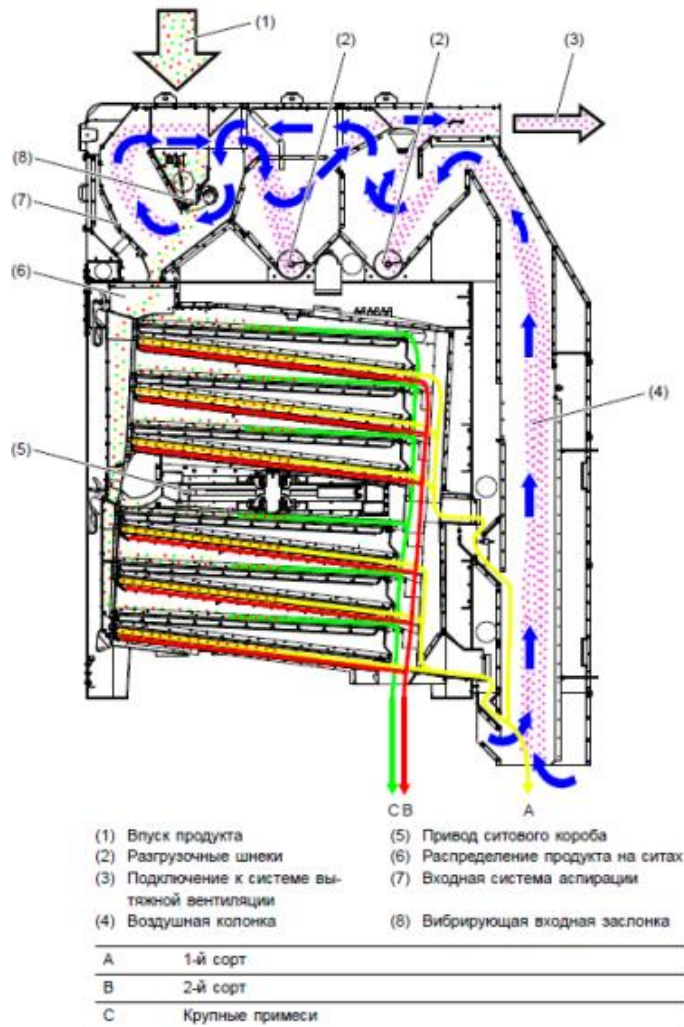 (1)
(2)
(2)
(3)
(8)
(7)
(6)
(4)
(5)
C B
A
(1) Впуск продукта
(2) Разгрузочные шнеки
(3) Подключение к системе вы-
тяжной вентиляции
(4) Воздушная колонка
(5) Привод ситового короба
(6) Распределение продукта на ситах
(7) Входная система аспирации
(8) Вибрирующая входная заслонка
A 1-й сорт
B 2-й сорт
C Крупные примеси